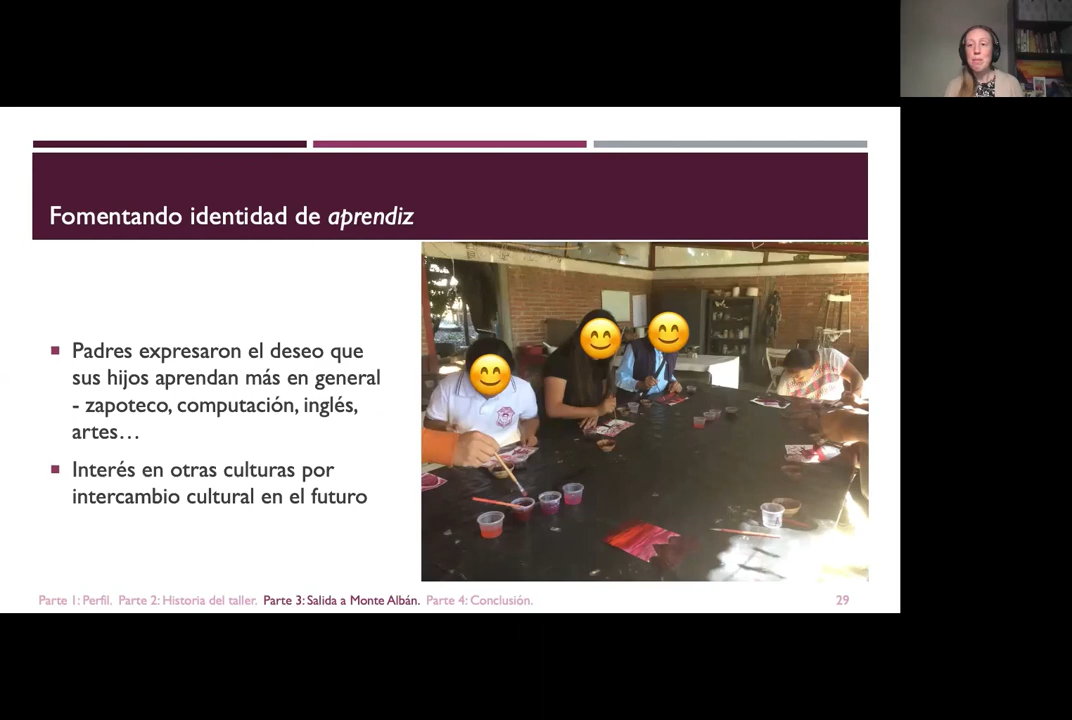 Fomentando identidad de aprendiz
Padres expresaron el deseo que
sus hijos aprendan más en general
- zapoteco, computación, inglés,
artes…
Interés en otras culturas por
intercambio cultural en el futuro
Parte 1: Perfil. Parte 2: Historia del taller. Parte 3: Salida a Monte Albán. Parte 4: Conclusión.
29